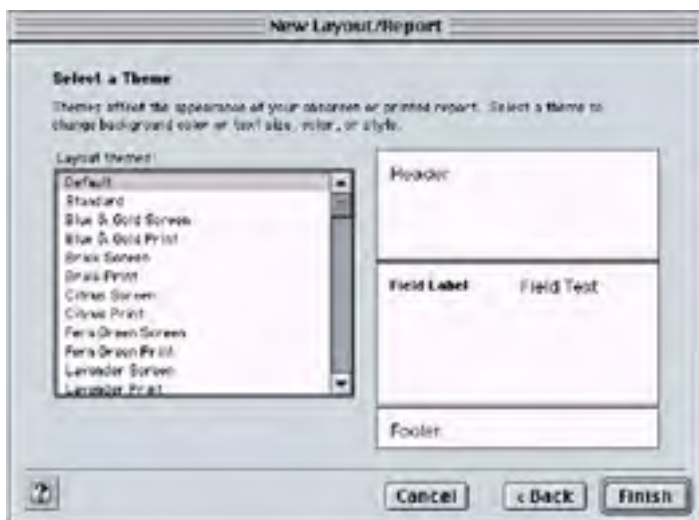 New Layout/Report
Select a Theme
Themes affect the appearance of your onscreen or printed report. Select a theme to
change background color or text size, color, or style.
Layout themes:
Default
Standard
Blue & Gold Screen
Blue & Gold Print
Brick Screen
Brick Print
Citrus Screen
Citrus Print
Fern Green Screen
Fern Green Print
Lavender Screen
Lavender Print
Header
Field Label Field Text
Footer
?
Cancel
< Back
Finish